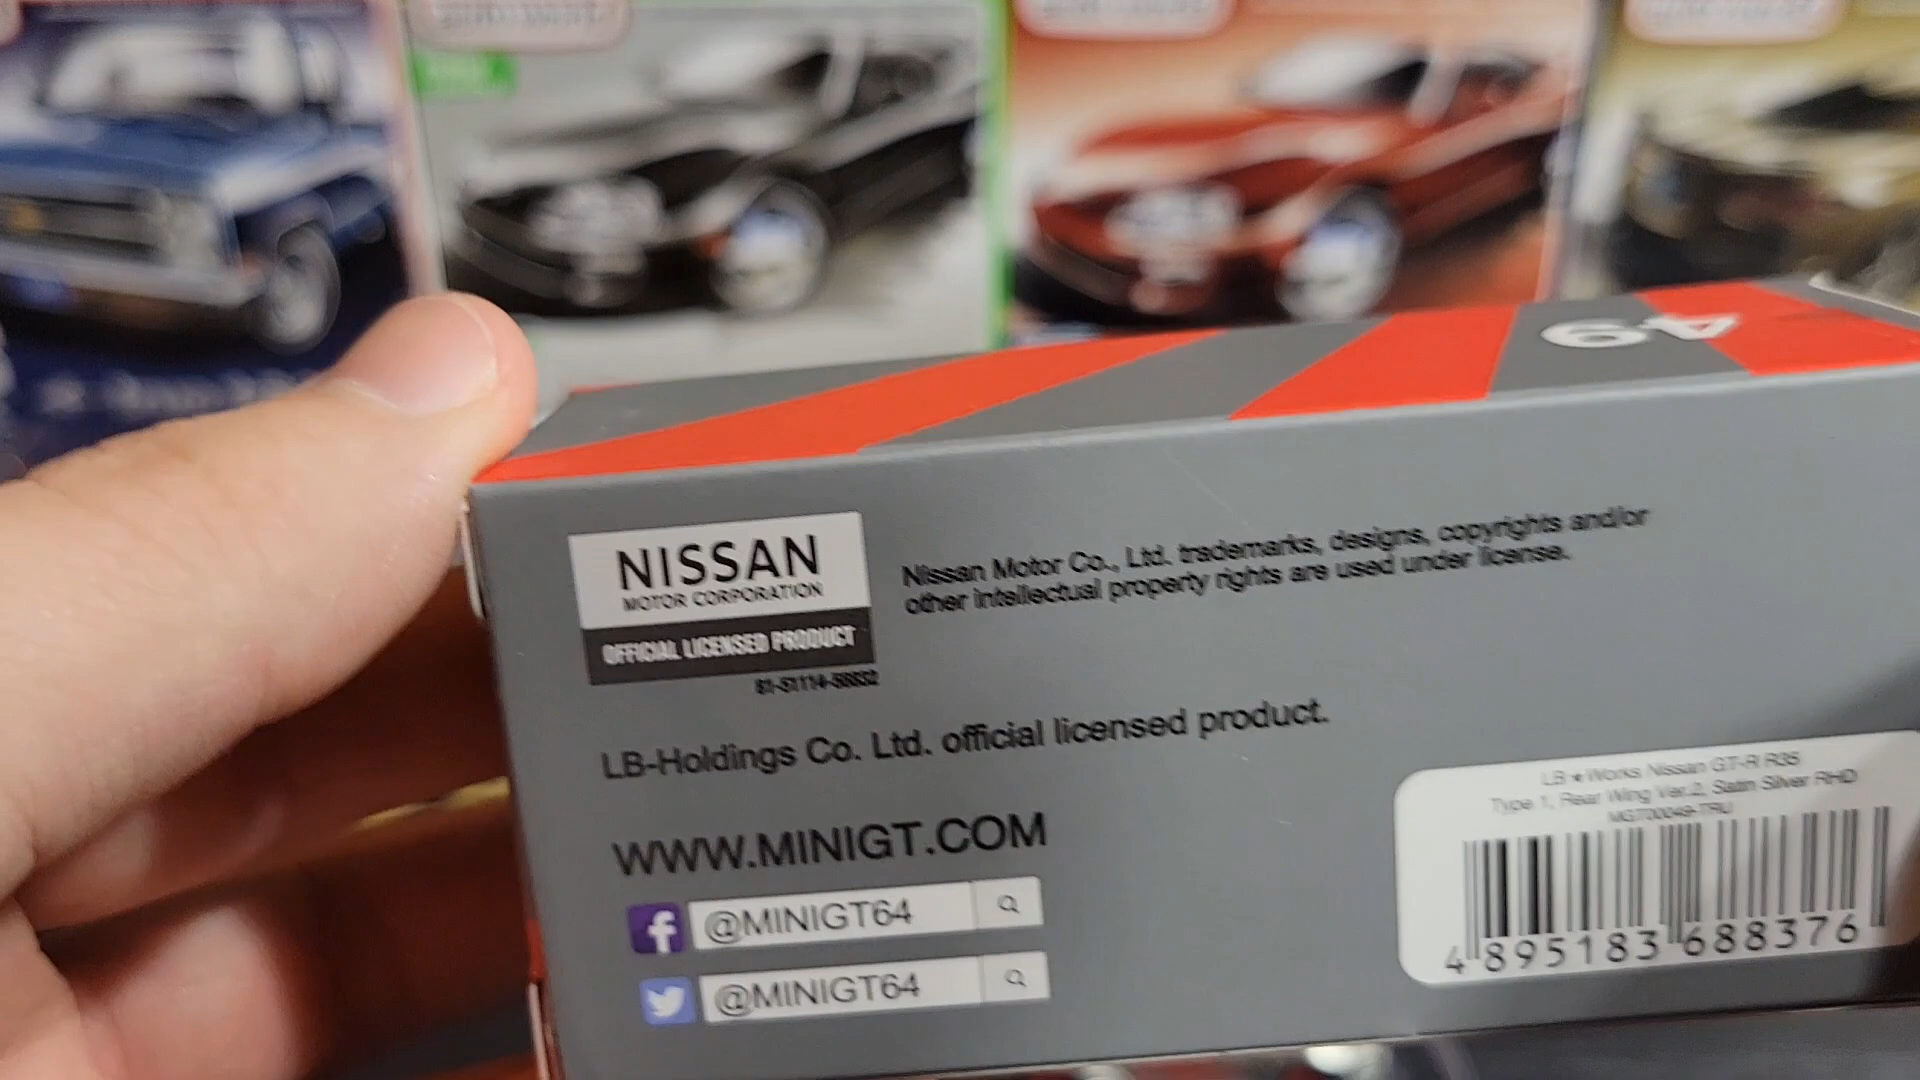 49
NISSAN
MOTOR CORPORATION
OFFICIAL LICENSED PRODUCT
Nissan Motor Co., Ltd. trademarks, designs, copyrights and/or
other intellectual property rights are used under license.
LB-Holdings Co. Ltd. official licensed product.
WWW.MINIGT.COM
@MINIGT64
@MINIGT64
LB★Works Nissan GT-R R35
Type 1, Rear Wing Ver.2, Satin Silver RHD
MGT00049-TRU
4 895183 688376